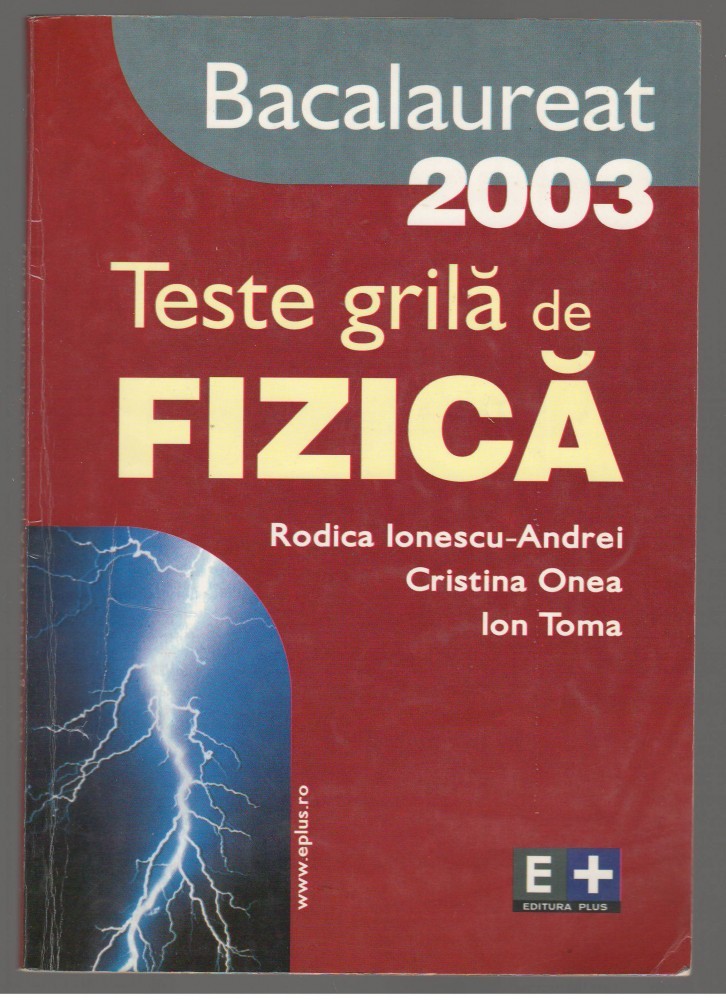 Bacalaureat
2003
Teste grilă de
FIZICĂ
Rodica Ionescu-Andrei
Cristina Onea
Ion Toma
www.eplus.ro
E+
EDITURA PLUS